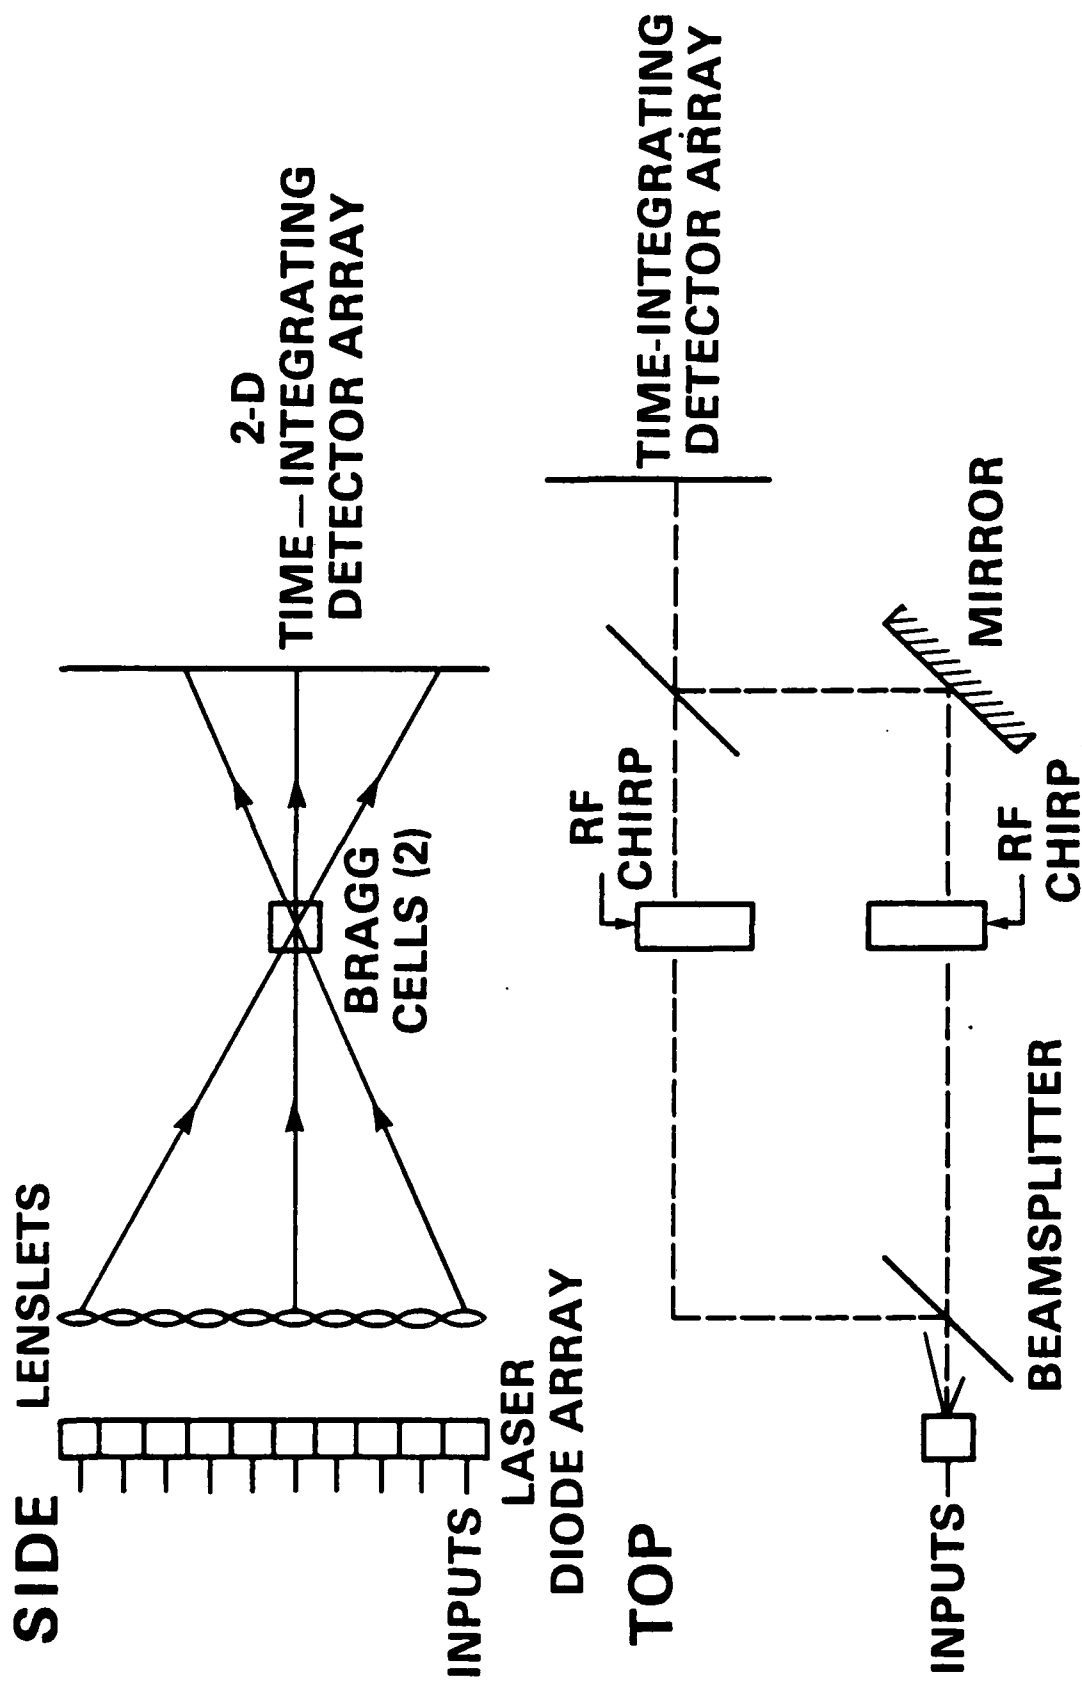 SIDE
LENSLETS
2-D
TIME—INTEGRATING
DETECTOR ARRAY
BRAGG
CELLS (2)
INPUTS
LASER
DIODE ARRAY
TOP
RF
CHIRP
TIME-INTEGRATING
DETECTOR ARRAY
MIRROR
RF
CHIRP
INPUTS
BEAMSPLITTER